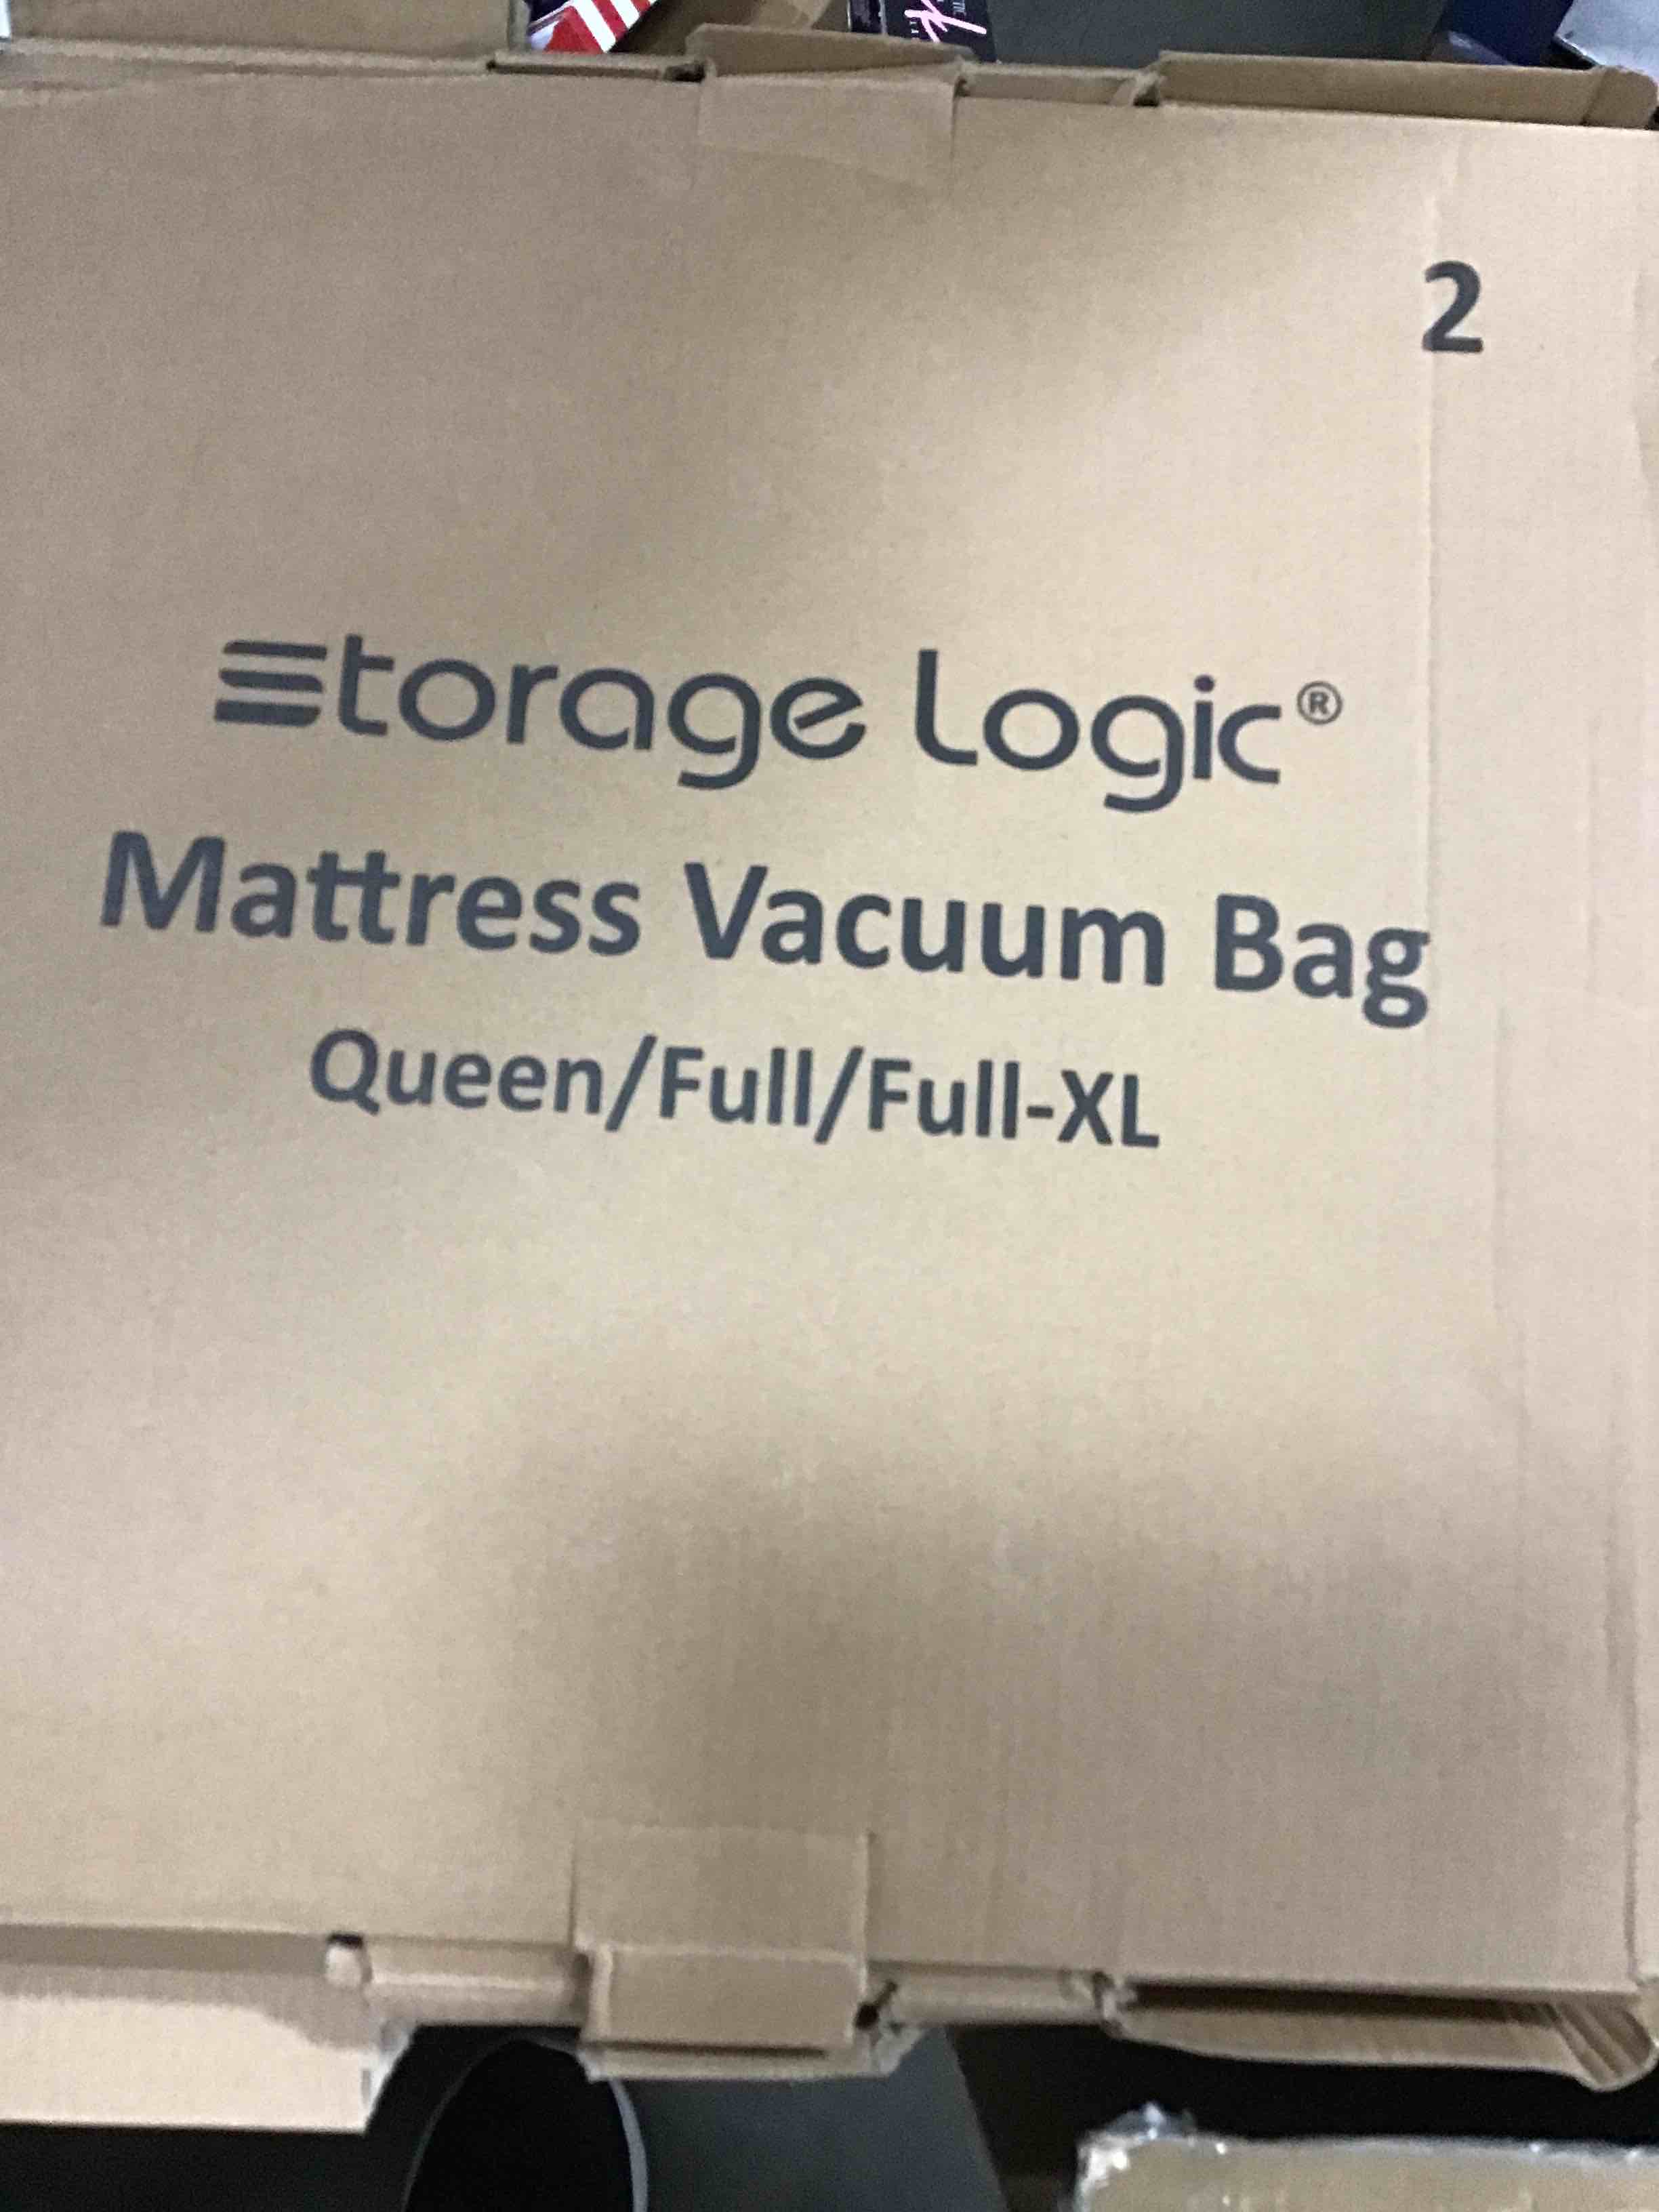 2
Storage Logic®
Mattress Vacuum Bag
Queen/Full/Full-XL